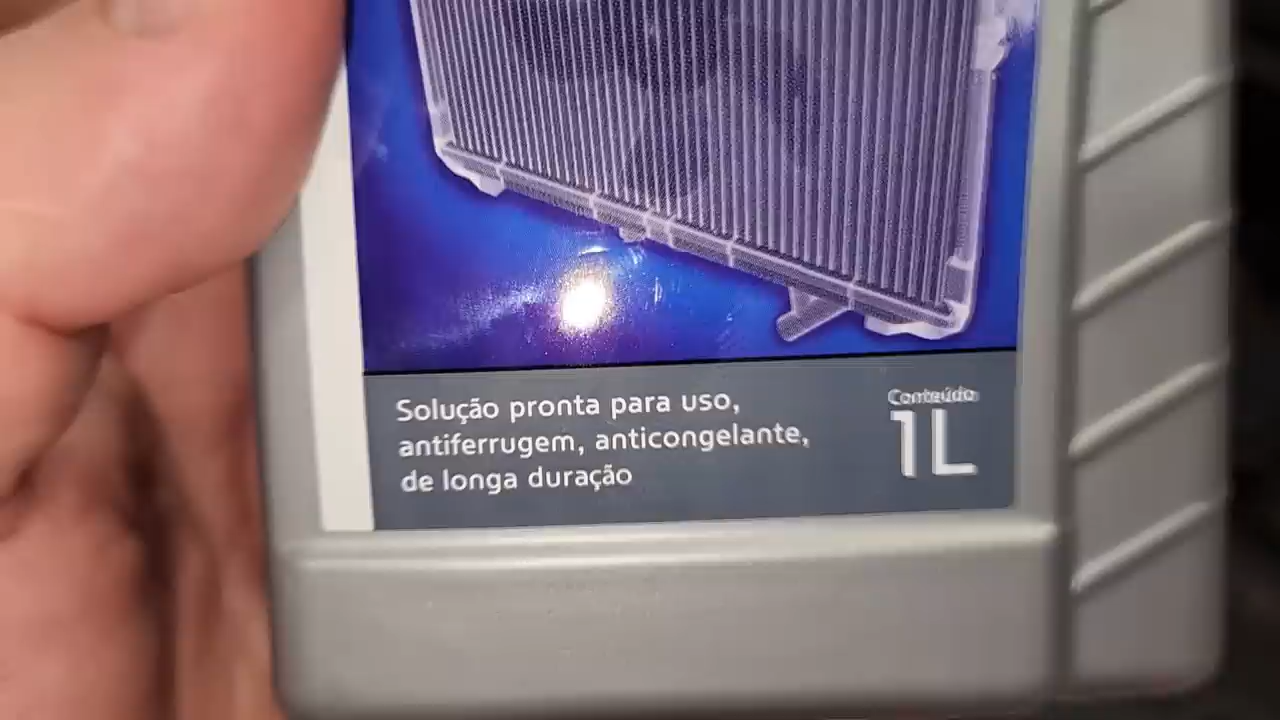 Solução pronta para uso,
antiferrugem, anticongelante,
de longa duração
Conteúdo
1L